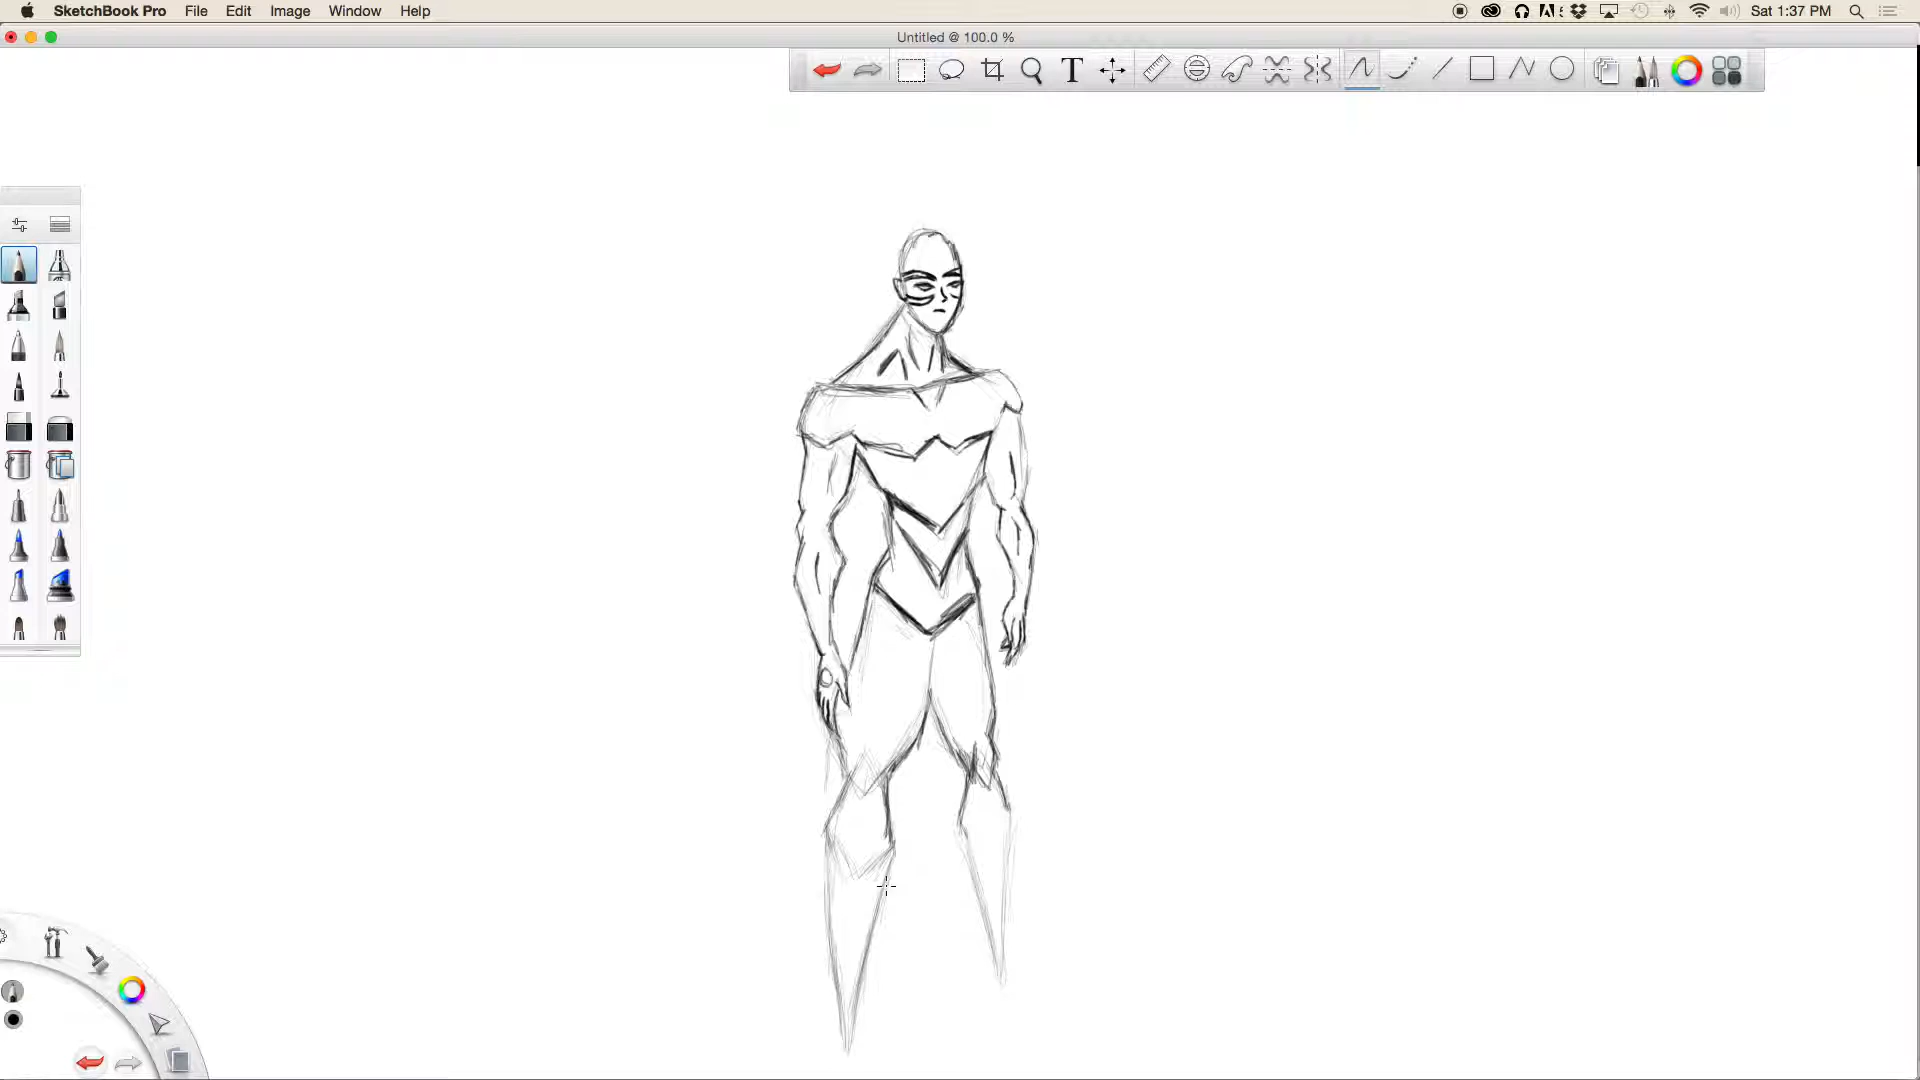 SketchBook Pro File Edit Image Window Help Sat 1:37 PM
Untitled @ 100.0 %
T